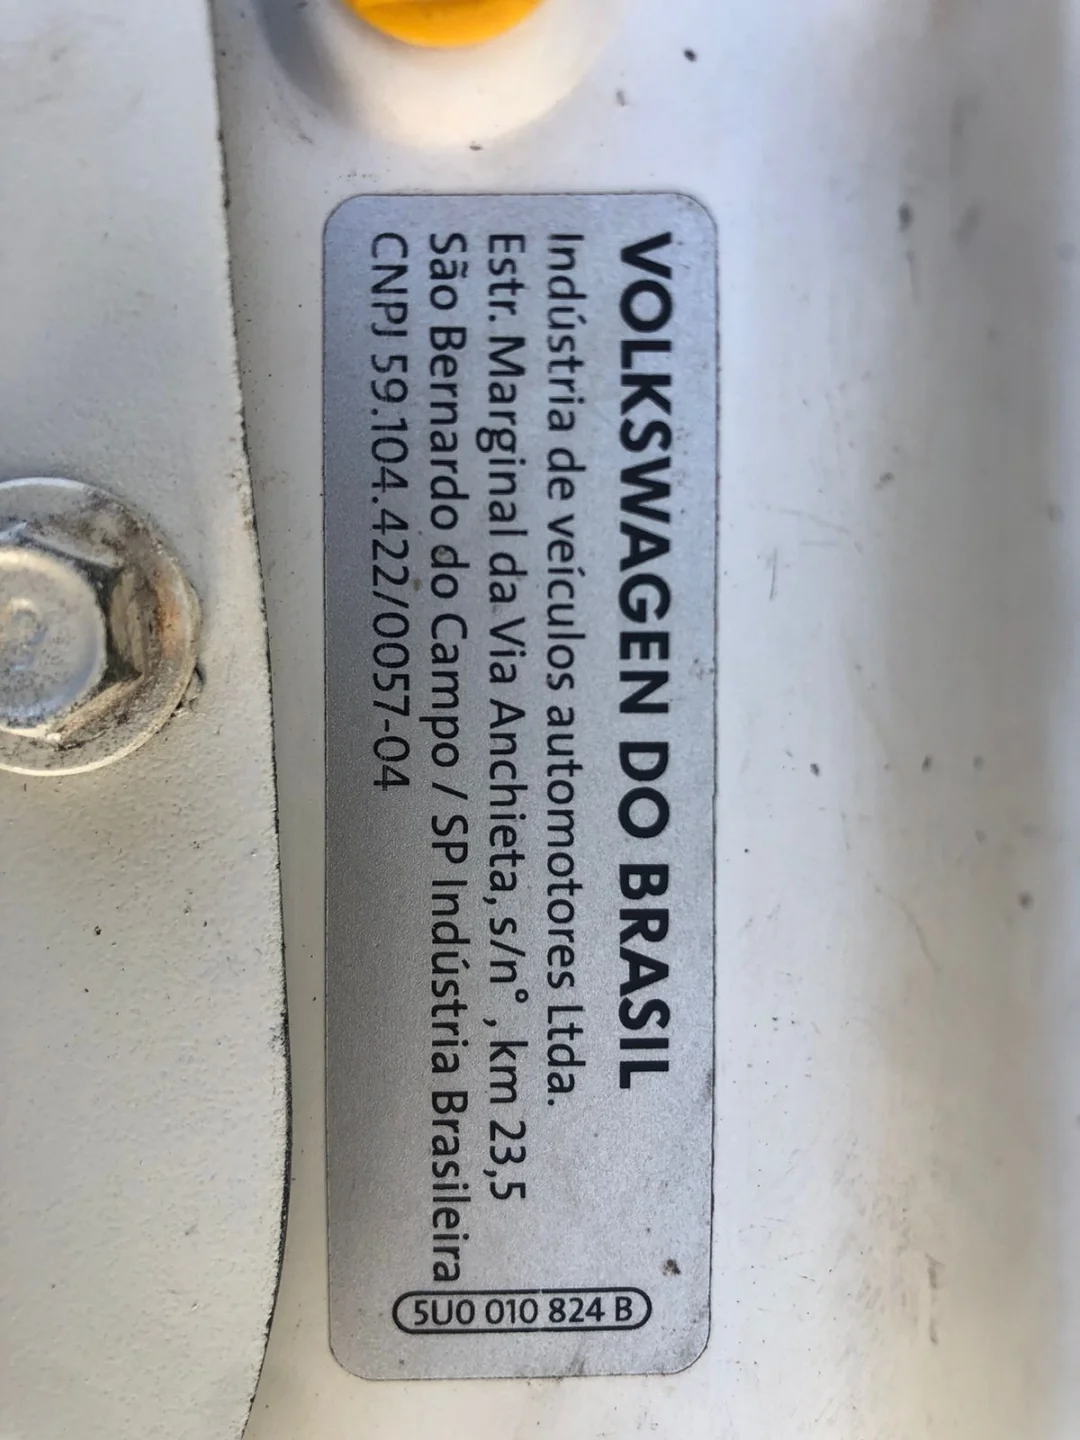 VOLKSWAGEN DO BRASIL
Indústria de veículos automotores Ltda.
Estr. Marginal da Via Anchieta, s/n° , km 23,5
São Bernardo do Campo / SP Indústria Brasileira
CNPJ 59.104.422/0057-04
5U0 010 824 B